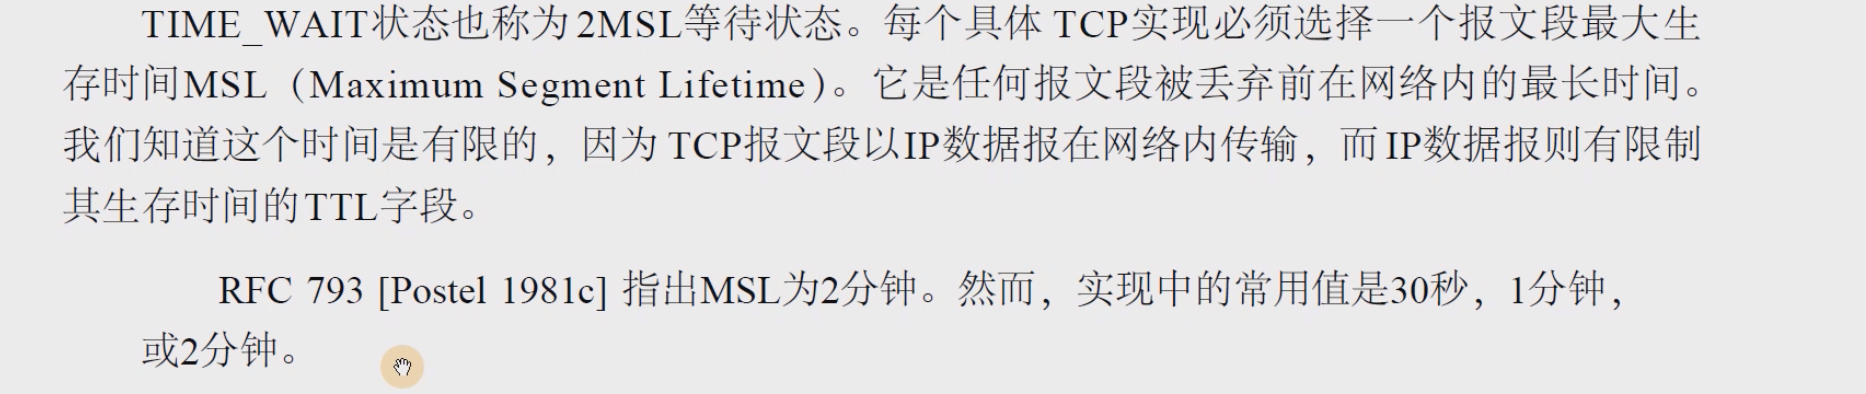 TIME_WAIT状态也称为2MSL等待状态。每个具体 TCP实现必须选择一个报文段最大生
存时间MSL（Maximum Segment Lifetime）。它是任何报文段被丢弃前在网络内的最长时间。
我们知道这个时间是有限的，因为 TCP报文段以IP数据报在网络内传输，而 IP数据报则有限制
其生存时间的TTL字段。
RFC 793 [Postel 1981c] 指出MSL为2分钟。然而，实现中的常用值是30秒，1分钟，
或2分钟。